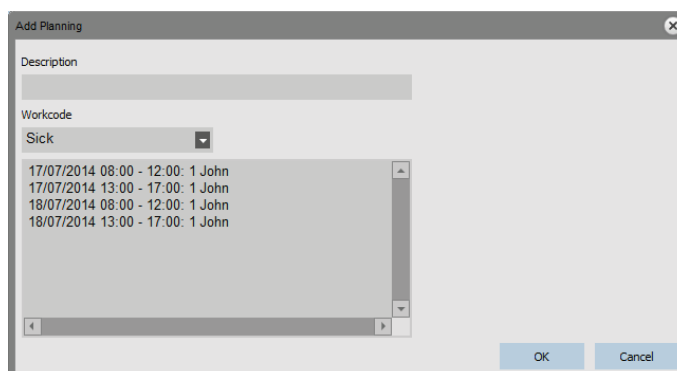 Add Planning
Description
Workcode
Sick
17/07/2014 08:00 - 12:00: 1 John
17/07/2014 13:00 - 17:00: 1 John
18/07/2014 08:00 - 12:00: 1 John
18/07/2014 13:00 - 17:00: 1 John
OK Cancel